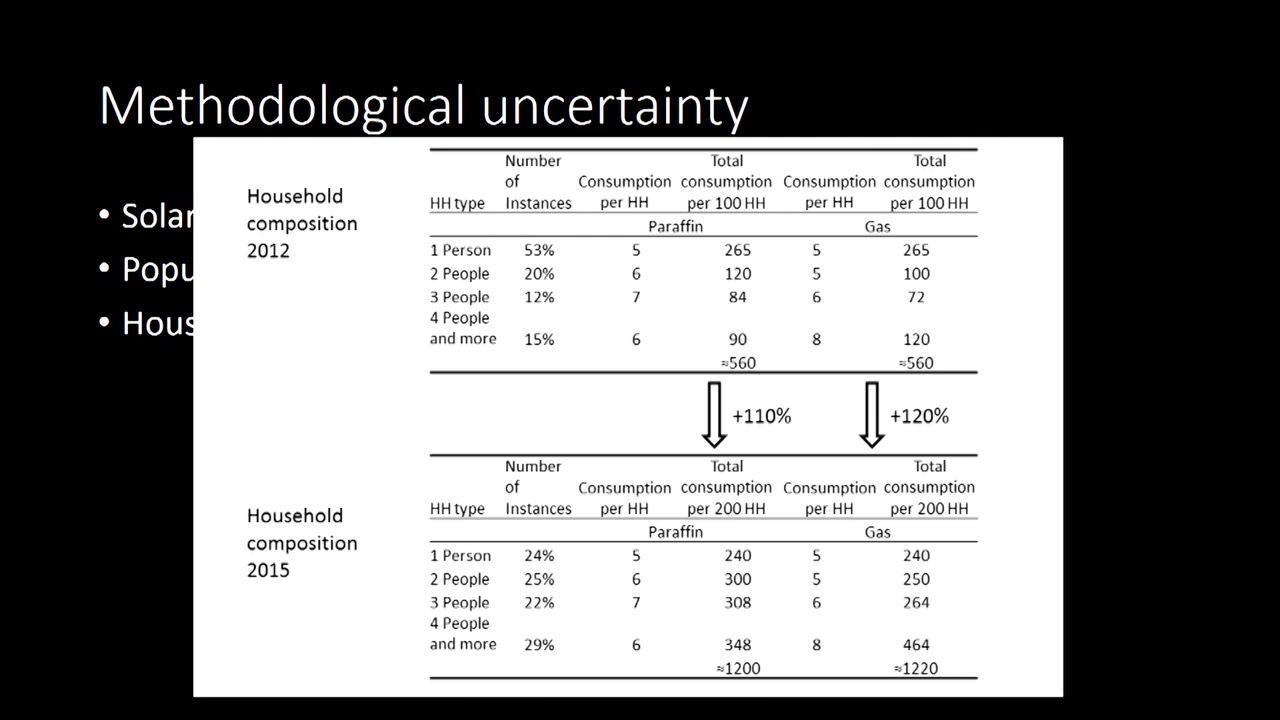 Methodological uncertainty
• Solar
• Popu
• Hous
Household
composition
2012
Number
Total
Total
of
Consumption consumption Consumption consumption
HH type Instances per HH per 100 HH per HH per 100 HH
Paraffin Gas
1 Person 53% 5 265 5 265
2 People 20% 6 120 5 100
3 People 12% 7 84 6 72
4 People
and more 15% 6 90 8 120
≈560 ≈560
+110% +120%
Household
composition
2015
Number
Total
Total
of
Consumption consumption Consumption consumption
HH type Instances per HH per 200 HH per HH per 200 HH
Paraffin Gas
1 Person 24% 5 240 5 240
2 People 25% 6 300 5 250
3 People 22% 7 308 6 264
4 People
and more 29% 6 348 8 464
≈1200 ≈1220